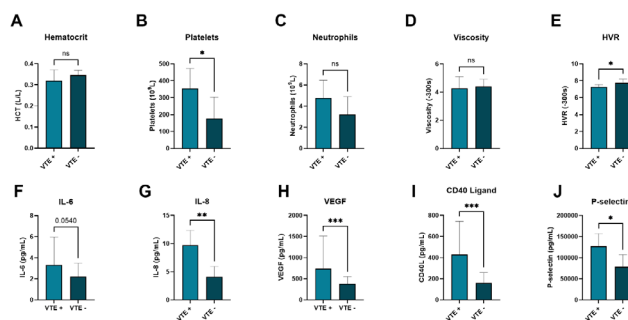 A
Hematocrit
ns
HCT (L/L)
0.4
0.3
0.2
0.1
0.0
VTE +
VTE -
B
Platelets
*
Platelets (10⁹L)
500
400
300
200
100
0
VTE +
VTE -
C
Neutrophils
ns
Neutrophils (10⁹L)
8
6
4
2
0
VTE +
VTE -
D
Viscosity
ns
Viscosity (-300s)
6
4
2
0
VTE +
VTE -
E
HVR
*
HVR (-300s)
10
8
6
4
2
0
VTE +
VTE -
F
IL-6
0.0540
IL-6 (pg/mL)
8
6
4
2
0
VTE +
VTE -
G
IL-8
**
IL-8 (pg/mL)
15
10
5
0
VTE +
VTE -
H
VEGF
***
VEGF (pg/mL)
2000
1500
1000
500
0
VTE +
VTE -
I
CD40 Ligand
***
CD40L (pg/mL)
800
600
400
200
0
VTE +
VTE -
J
P-selectin
*
P-selectin (pg/mL)
200000
150000
100000
50000
0
VTE +
VTE -